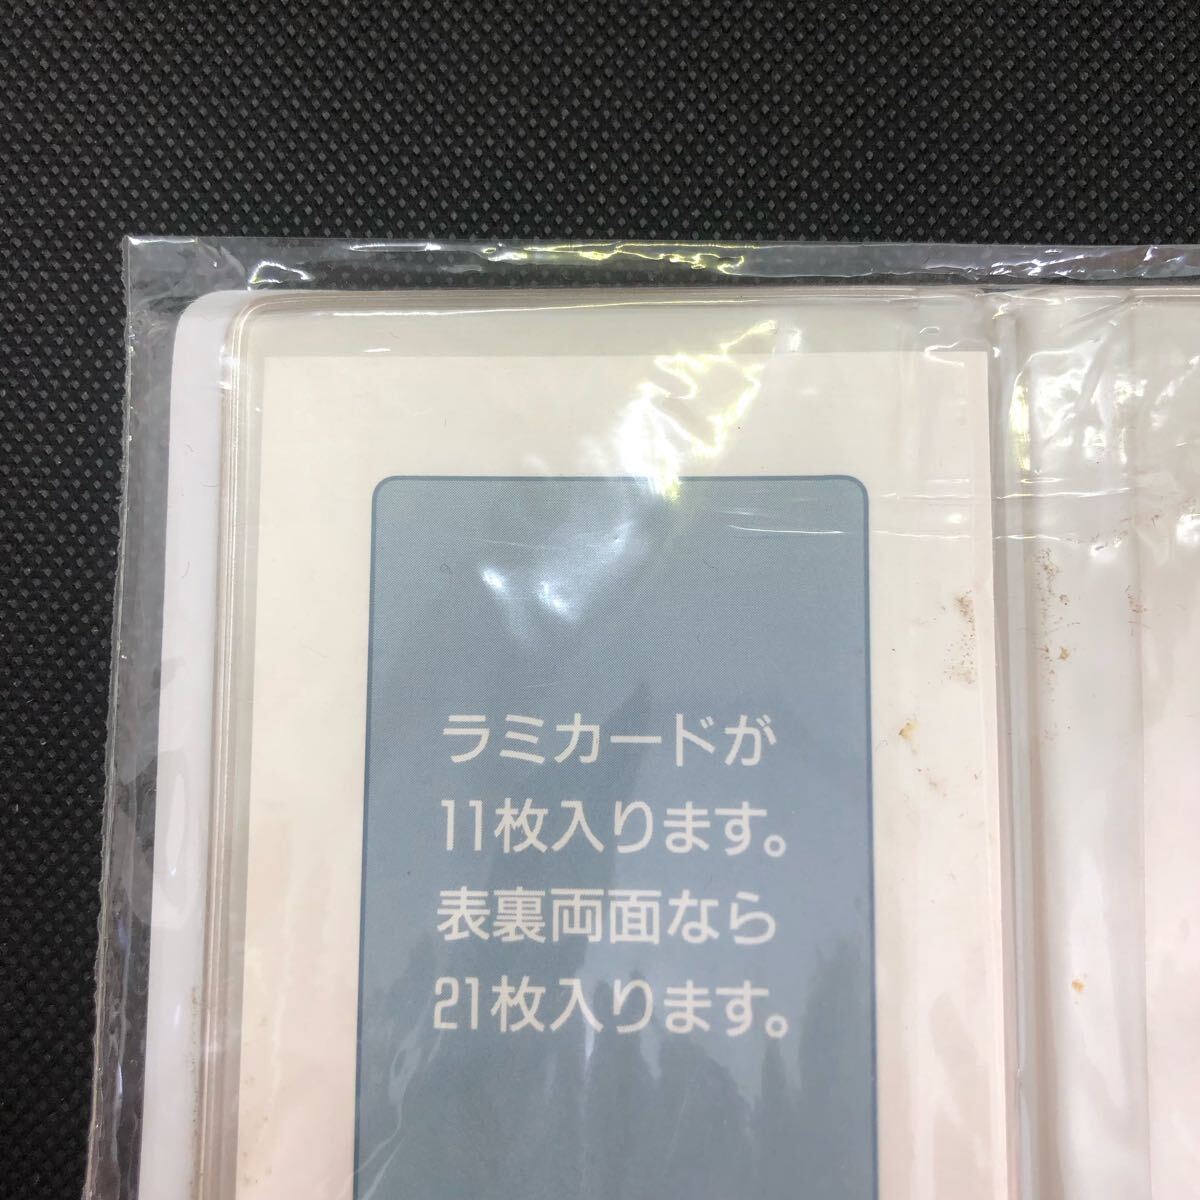 ラミカードが
11枚入ります。
表裏両面なら
21枚入ります。